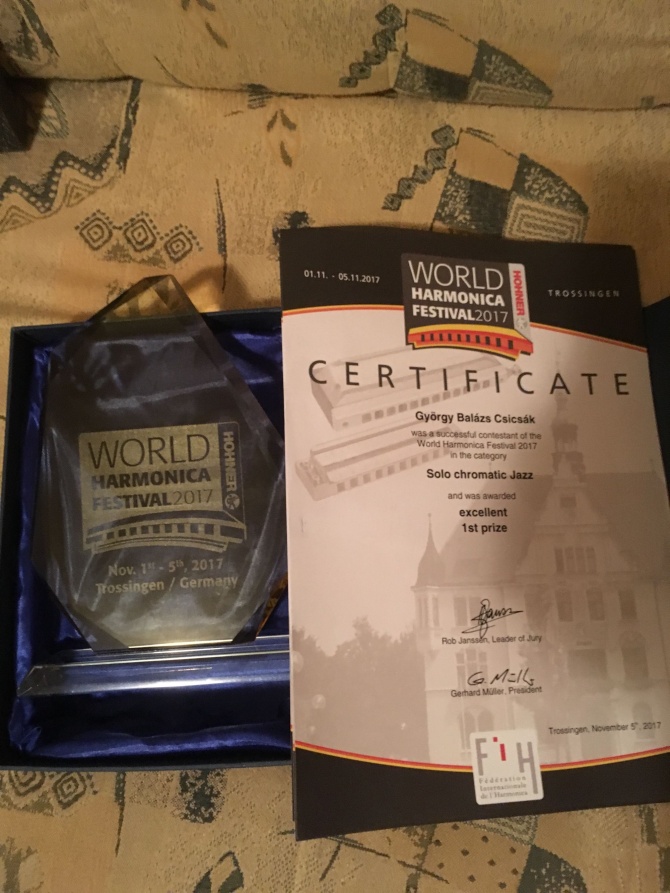 WORLD
HARMONICA
FESTIVAL2017
HOHNER
Nov. 1st - 5th, 2017
Trossingen / Germany
01.11. - 05.11.2017
WORLD
HARMONICA
FESTIVAL2017
HOHNER
TROSSINGEN
CERTIFICATE
György Balázs Csicsák
was a successful contestant of the
World Harmonica Festival 2017
in the category
Solo chromatic Jazz
and was awarded
excellent
1st prize
Rob Janssen, Leader of Jury
G. Müller
Gerhard Müller, President
Trossingen, November 5th, 2017
FiH
Fédération
Internationale
de l'Harmonica